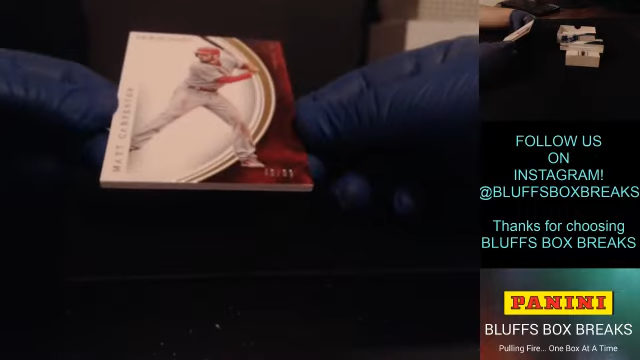 MATT CARPENTER
FOLLOW US
ON
INSTAGRAM!
@BLUFFSBOXBREAKS
Thanks for choosing
BLUFFS BOX BREAKS
PANINI
BLUFFS BOX BREAKS
Pulling Fire... One Box At A Time